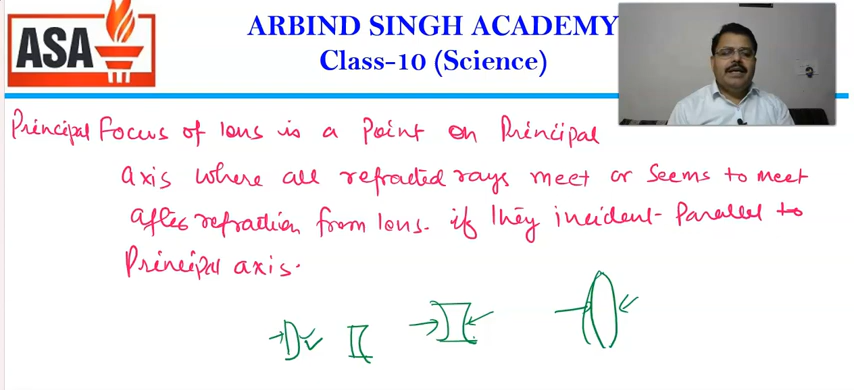 ASA
ARBIND SINGH ACADEMY
Class-10 (Science)
Principal Focus of lens is a Point on Principal
axis where all refracted rays meet or seems to meet
after refraction from lens. if they incident Parallel to
Principal axis.